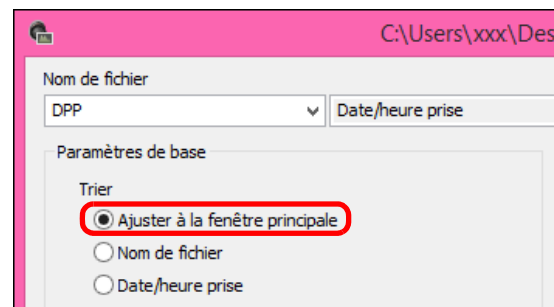 C:\Users\xxx\Des
Nom de fichier
DPP Date/heure prise
Paramètres de base
Trier
Ajuster à la fenêtre principale
Nom de fichier
Date/heure prise